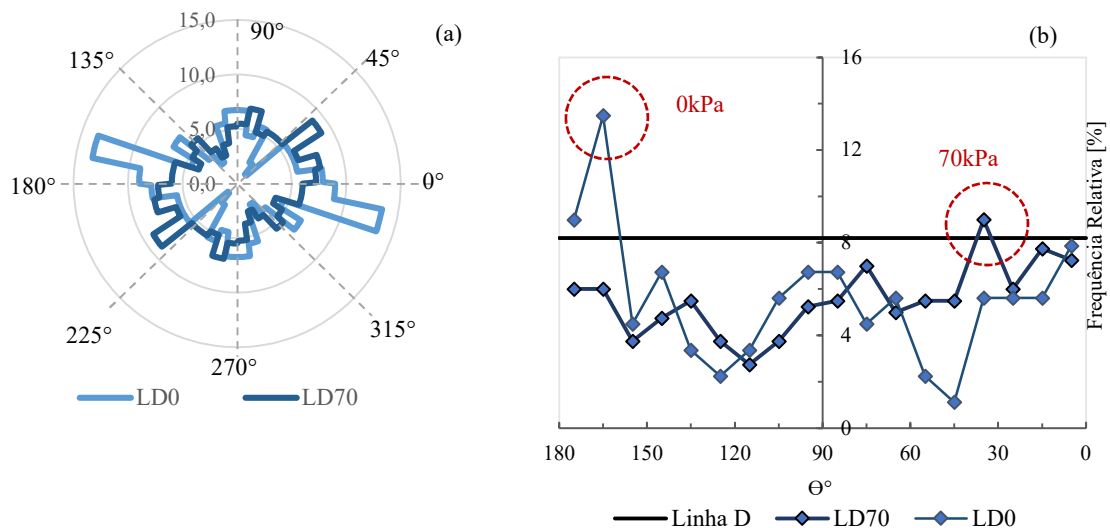 (a)
15,0
10,0
5,0
0,0
90°
45°
0°
315°
270°
225°
180°
135°
LD0 LD70
(b)
16
12
8
4
0
0kPa
70kPa
Frequência Relativa [%]
180 150 120 90 60 30 0
Ɵ°
Linha D LD70 LD0